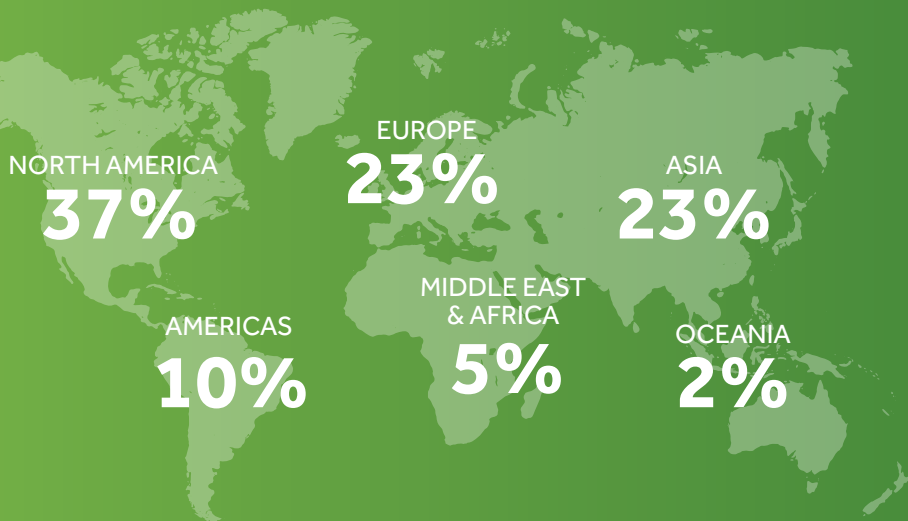 EUROPE
23%
NORTH AMERICA
37%
ASIA
23%
MIDDLE EAST
& AFRICA
5%
AMERICAS
10%
OCEANIA
2%